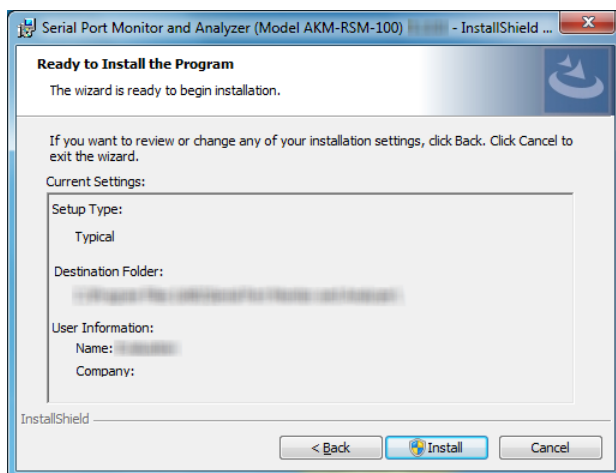 Serial Port Monitor and Analyzer (Model AKM-RSM-100) - InstallShield ...
Ready to Install the Program
The wizard is ready to begin installation.
If you want to review or change any of your installation settings, click Back. Click Cancel to
exit the wizard.
Current Settings:
Setup Type:
Typical
Destination Folder:
User Information:
Name:
Company:
InstallShield
< Back Install Cancel